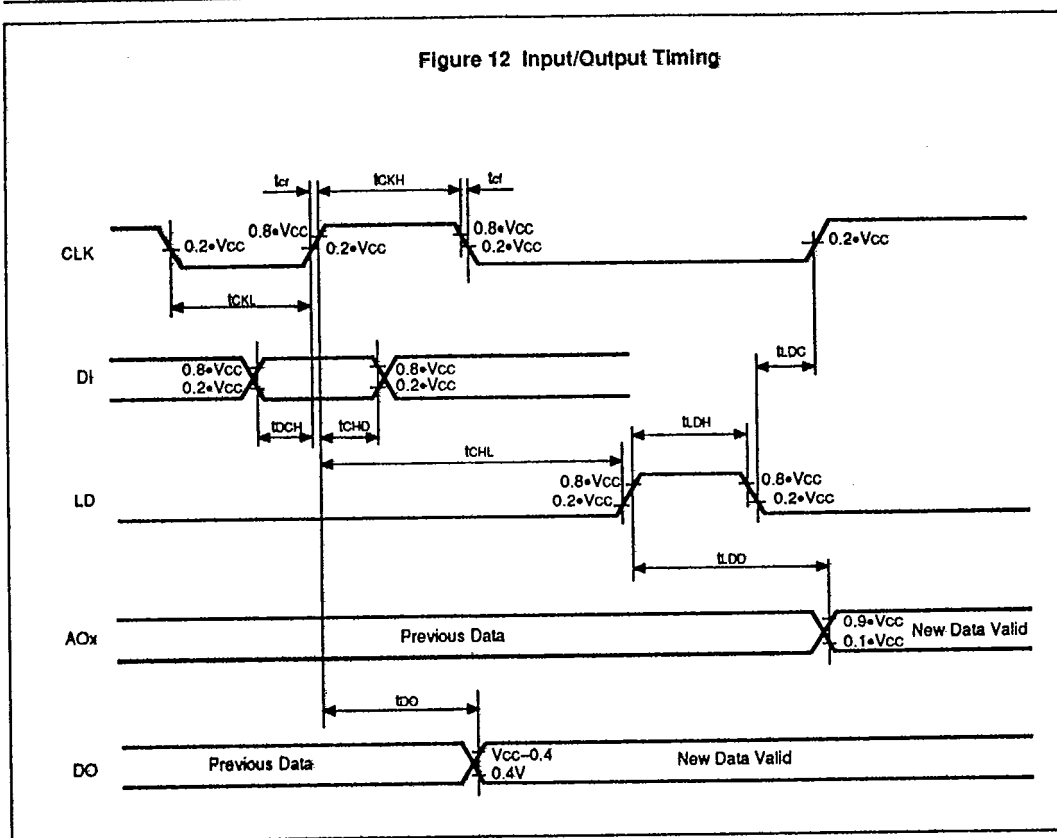 Figure 12 Input/Output Timing
tcr tCKH tcf
CLK 0.2•Vcc 0.8•Vcc 0.2•Vcc 0.8•Vcc 0.2•Vcc 0.2•Vcc
tCKL
tLDC
DI 0.8•Vcc 0.2•Vcc 0.8•Vcc 0.2•Vcc
tDCH tCHD tLDH
tCHL
LD 0.8•Vcc 0.2•Vcc 0.8•Vcc 0.2•Vcc
tLDD
AOx Previous Data 0.9•Vcc 0.1•Vcc New Data Valid
tDO
DO Previous Data Vcc–0.4 0.4V New Data Valid